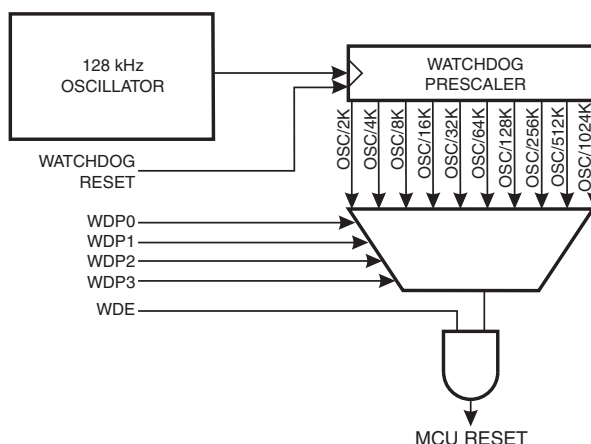 128 kHz
OSCILLATOR
WATCHDOG
PRESCALER
OSC/2K
OSC/4K
OSC/8K
OSC/16K
OSC/32K
OSC/64K
OSC/128K
OSC/256K
OSC/512K
OSC/1024K
WATCHDOG
RESET
WDP0
WDP1
WDP2
WDP3
WDE
MCU RESET